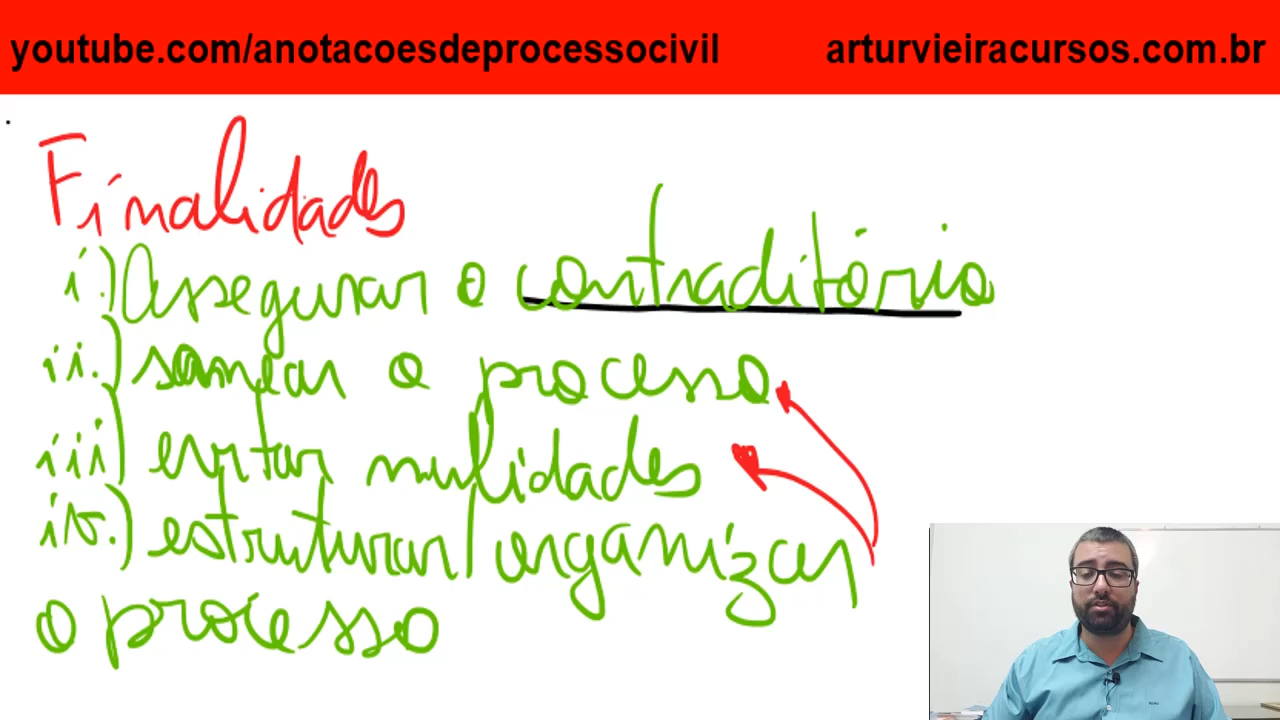 youtube.com/anotacoesdeprocessocivil arturvieiracursos.com.br
Finalidades
i.) Assegurar o contraditório
ii.) sanear o processo
iii) evitar nulidades
iv.) estruturar/organizar
o processo